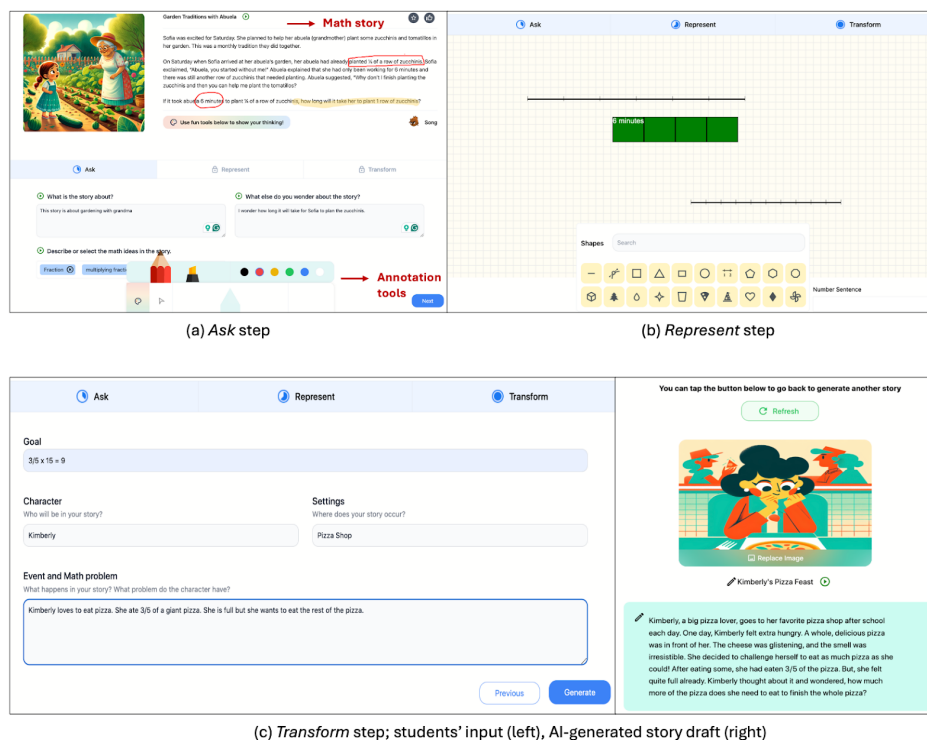 Garden Traditions with Abuela
Math story
Sofia was excited for Saturday. She planned to help her abuela (grandmother) plant some zucchinis and tomatillos in
her garden. This was a monthly tradition they did together.
On Saturday when Sofia arrived at her abuela's garden, her abuela had already planted ¼ of a row of zucchinis. Sofia
exclaimed, "Abuela, you started without me!" Abuela explained that she had only been working for 6 minutes and
there was still another row of zucchinis that needed planting. Abuela suggested, "Why don't I finish planting the
zucchinis and then you can help me plant the tomatillos?"
If it took abuela 6 minutes to plant ¼ of a row of zucchinis, how long will it take her to plant 1 row of zucchinis?
Use fun tools below to show your thinking!
Song
Ask
Represent
Transform
What is the story about?
What else do you wonder about the story?
This story is about gardening with grandma
I wonder how long it will take for Sofia to plan the zucchinis.
Describe or select the math ideas in the story.
Fraction
multiplying fracti
Annotation
tools
Next
(a) Ask step
Ask
Represent
Transform
6 minutes
Shapes
Search
Number Sentence
(b) Represent step
Ask
Represent
Transform
Goal
3/5 x 15 = 9
Character
Settings
Who will be in your story?
Where does your story occur?
Kimberly
Pizza Shop
Event and Math problem
What happens in your story? What problem do the character have?
Kimberly loves to eat pizza. She ate 3/5 of a giant pizza. She is full but she wants to eat the rest of the pizza.
Previous
Generate
You can tap the button below to go back to generate another story
Refresh
Replace Image
Kimberly's Pizza Feast
Kimberly, a big pizza lover, goes to her favorite pizza shop after school
each day. One day, Kimberly felt extra hungry. A whole, delicious pizza
was in front of her. The cheese was glistening, and the smell was
irresistible. She decided to challenge herself to eat as much pizza as she
could! After eating some, she had eaten 3/5 of the pizza. But, she felt
quite full already. Kimberly thought about it and wondered, how much
more of the pizza does she need to eat to finish the whole pizza?
(c) Transform step; students' input (left), AI-generated story draft (right)